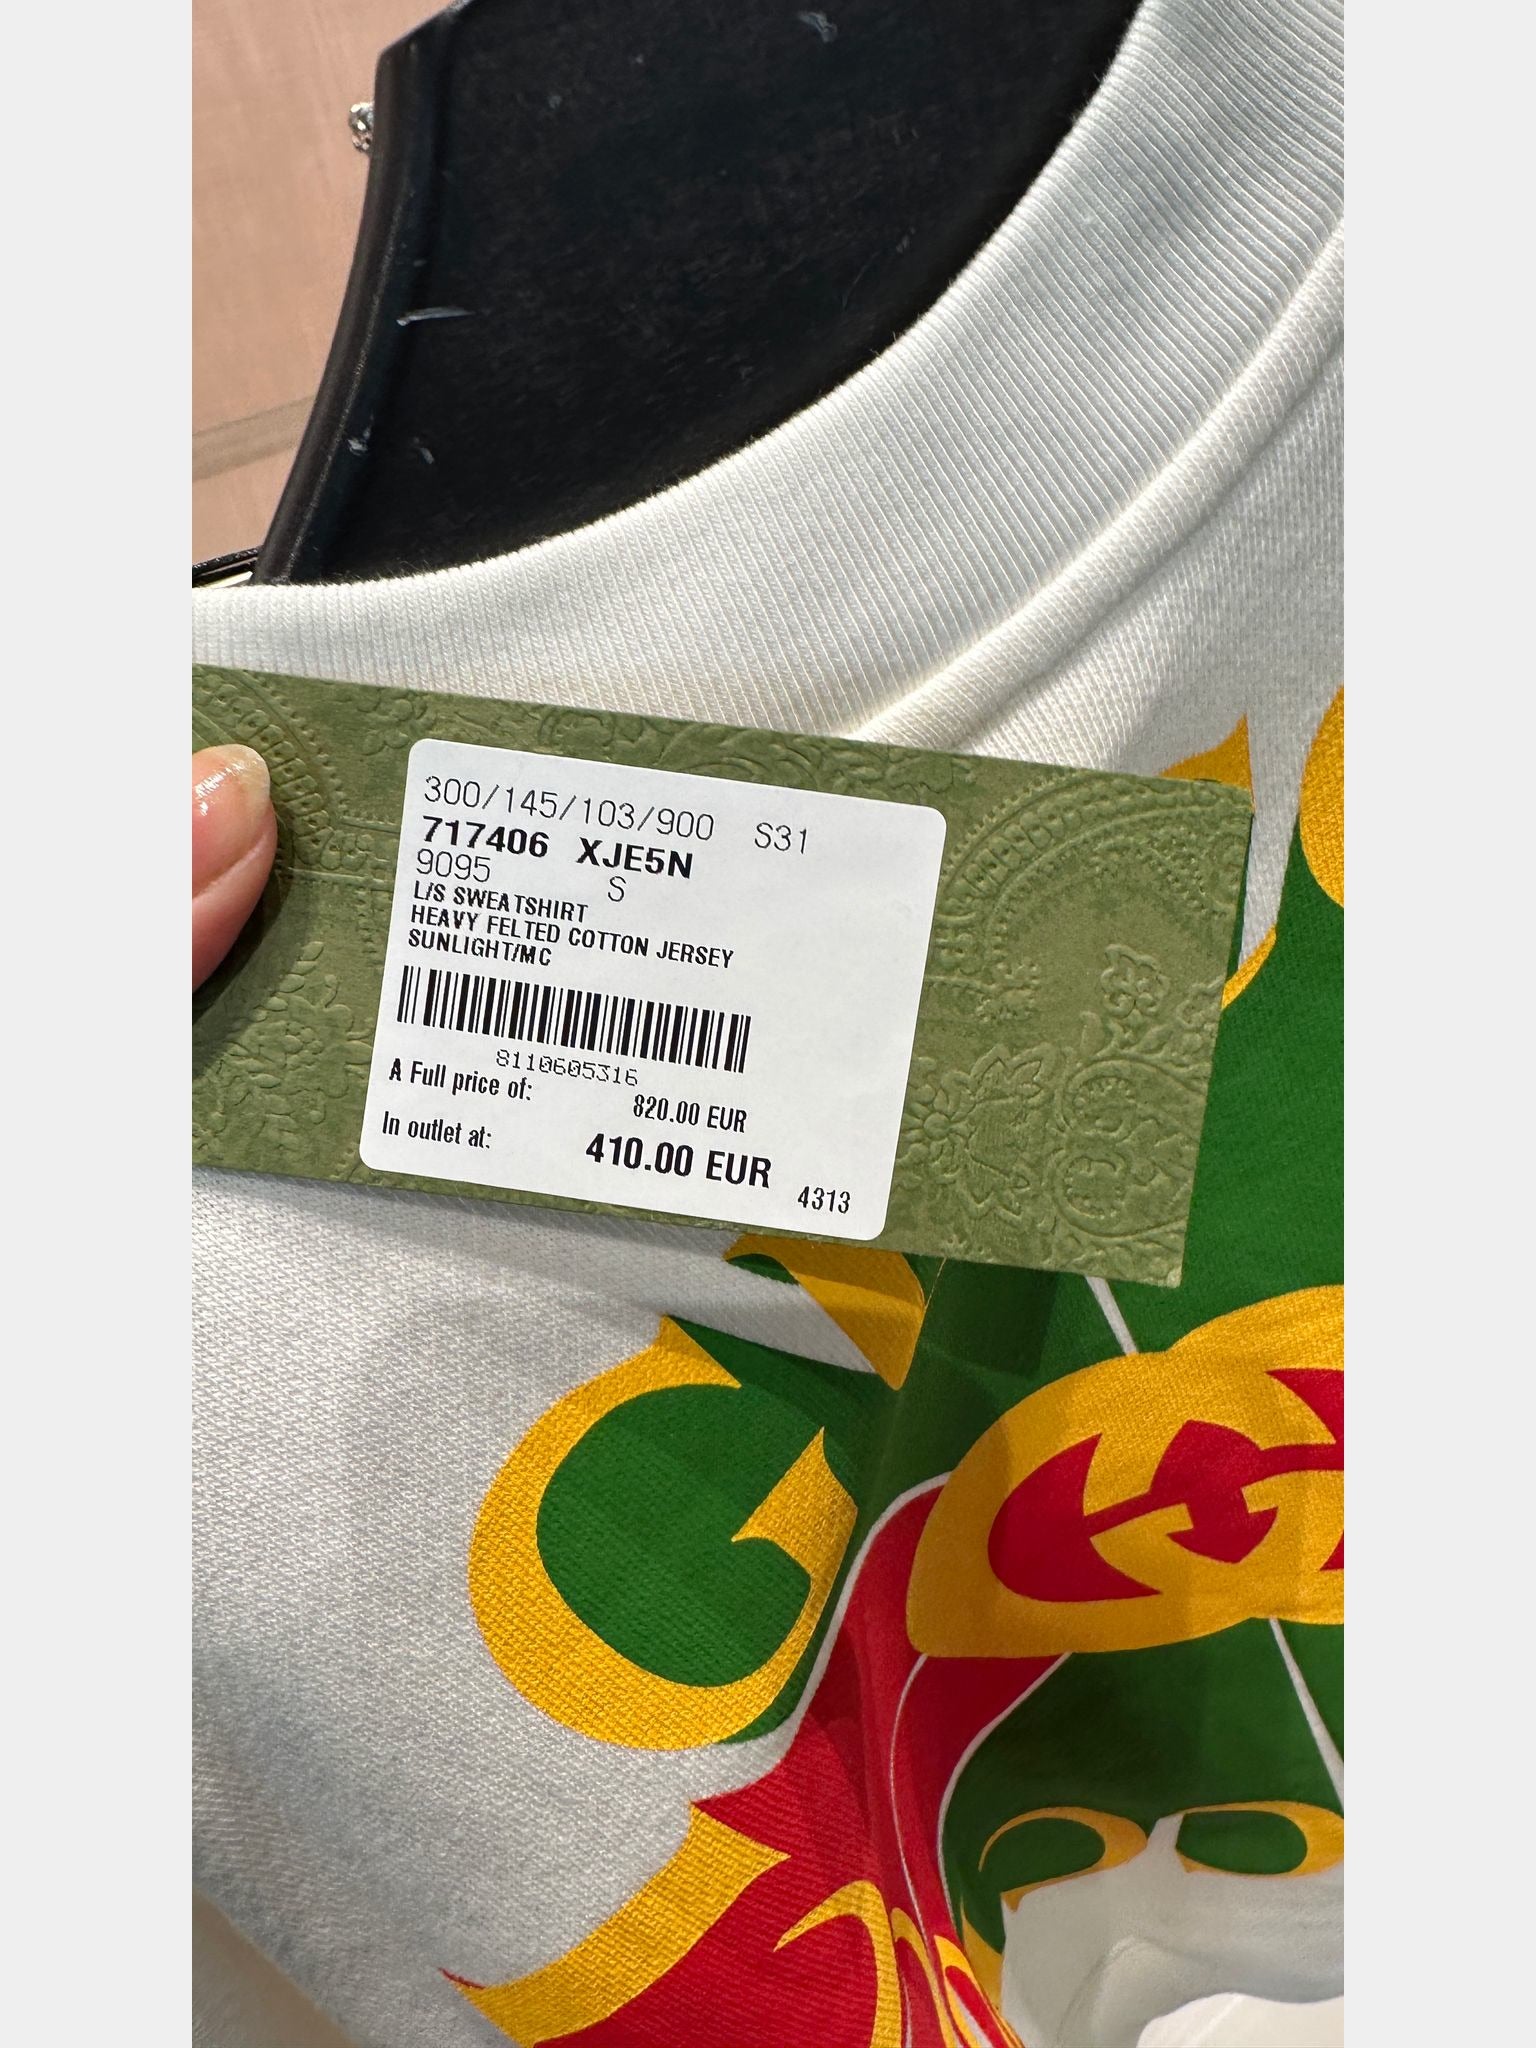 300/145/103/900 S31
717406 XJE5N
9095 S
L/S SWEATSHIRT
HEAVY FELTED COTTON JERSEY
SUNLIGHT/MC
8110605316
A Full price of: 820.00 EUR
In outlet at: 410.00 EUR
4313